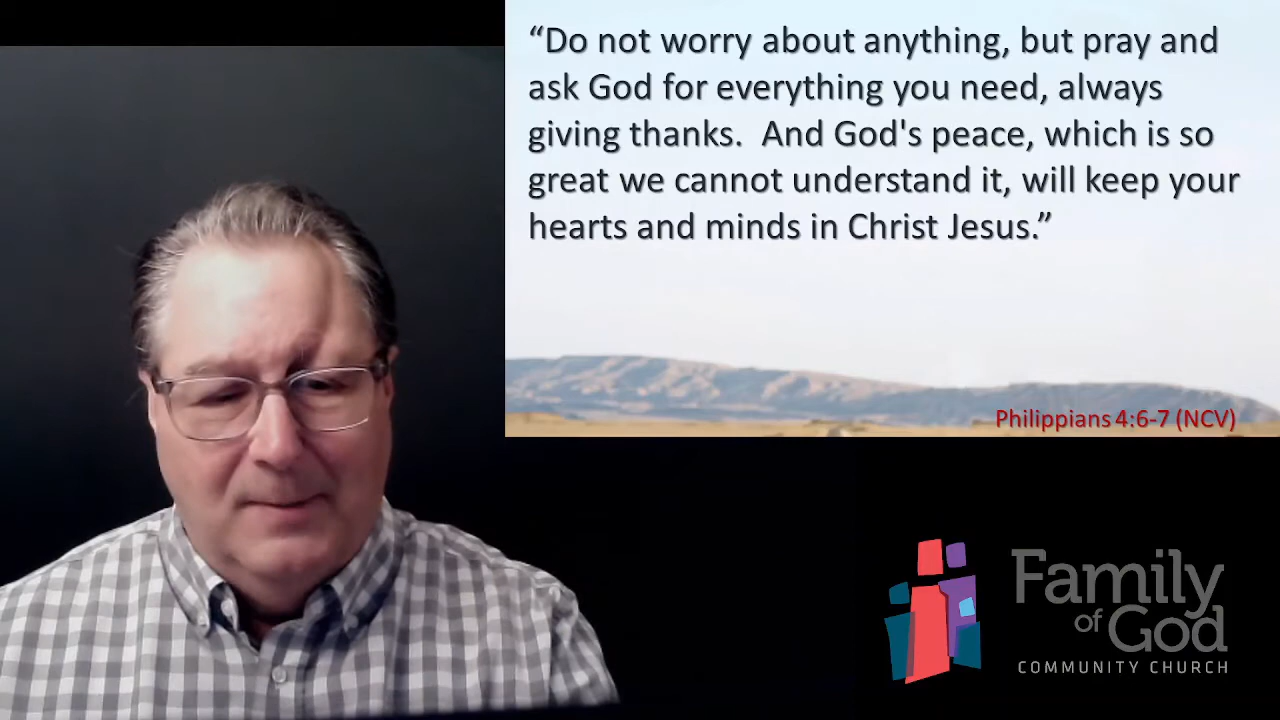 “Do not worry about anything, but pray and
ask God for everything you need, always
giving thanks.  And God's peace, which is so
great we cannot understand it, will keep your
hearts and minds in Christ Jesus.”
Philippians 4:6-7 (NCV)
Family
of God
COMMUNITY CHURCH